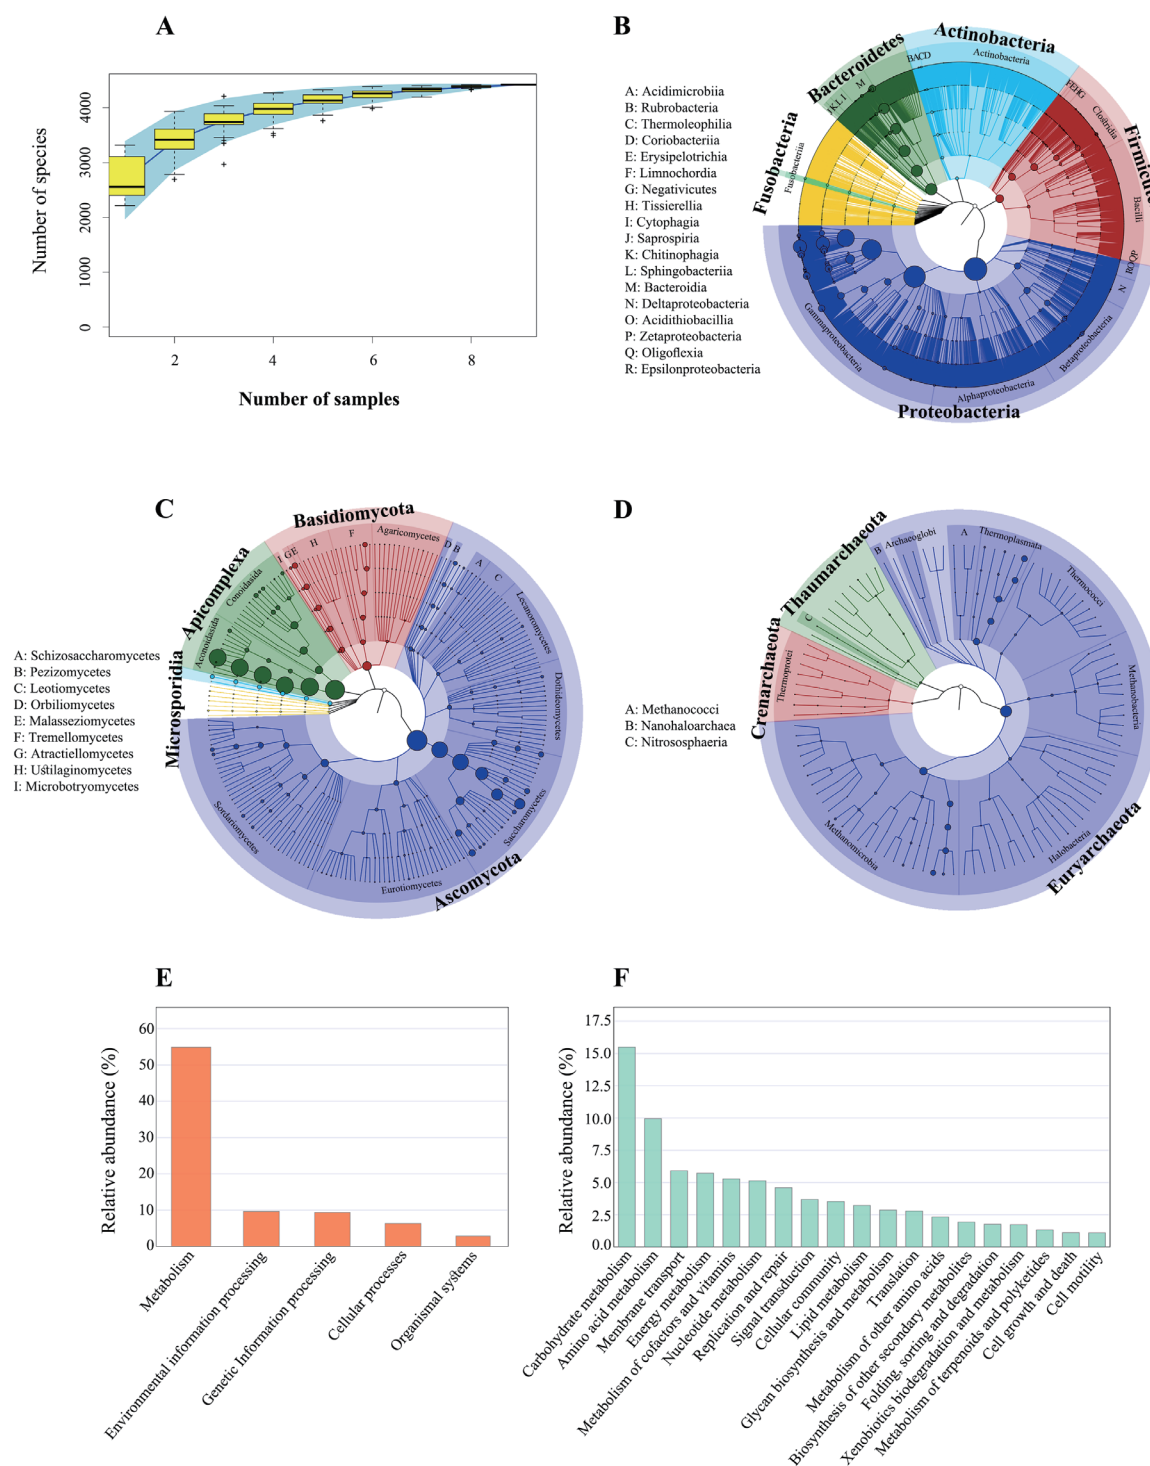 A
Number of species
4000
3000
2000
1000
0
2
4
6
8
Number of samples
B
A: Acidimicrobiia
B: Rubrobacteria
C: Thermoleophilia
D: Coriobacteriia
E: Erysipelotrichia
F: Limnochordia
G: Negativicutes
H: Tissierellia
I: Cytophagia
J: Saprospiria
K: Chitinophagia
L: Sphingobacteriia
M: Bacteroidia
N: Deltaproteobacteria
O: Acidithiobacillia
P: Zetaproteobacteria
Q: Oligoflexia
R: Epsilonproteobacteria
Fusobacteria
Bacteroidetes
Actinobacteria
Firmicute
Proteobacteria
Fusobacteriia
M
BACD
Actinobacteria
FEHG
Clostridia
Bacilli
N
Betaproteobacteria
Alphaproteobacteria
Gammaproteobacteria
C
A: Schizosaccharomycetes
B: Pezizomycetes
C: Leotiomycetes
D: Orbiliomycetes
E: Malasseziomycetes
F: Tremellomycetes
G: Atractiellomycetes
H: Ustilaginomycetes
I: Microbotryomycetes
Microsporidia
Apicomplexa
Basidiomycota
Ascomycota
Aconoidasida
Conoidasida
I GE
H
F
Agaricomycetes
D
B
A
C
Lecanoromycetes
Dothideomycetes
Saccharomycetes
Eurotiomycetes
Sordariomycetes
D
A: Methanococci
B: Nanohaloarchaea
C: Nitrososphaeria
Crenarchaeota
Thaumarchaeota
Euryarchaeota
Thermoprotei
C
B
Archaeoglobi
A
Thermoplasmata
Thermococci
Methanobacteria
Halobacteria
Methanomicrobia
E
Relative abundance (%)
60
50
40
30
20
10
0
Metabolism
Environmental information processing
Genetic Information processing
Cellular processes
Organismal systems
F
Relative abundance (%)
17.5
15.0
12.5
10.0
7.5
5.0
2.5
0.0
Carbohydrate metabolism
Amino acid metabolism
Membrane transport
Energy metabolism
Metabolism of cofactors and vitamins
Nucleotide metabolism
Replication and repair
Signal transduction
Cellular community
Lipid metabolism
Glycan biosynthesis and metabolism
Translation
Metabolism of other amino acids
Biosynthesis of other secondary metabolites
Folding, sorting and degradation
Xenobiotics biodegradation and metabolism
Metabolism of terpenoids and polyketides
Cell growth and death
Cell motility